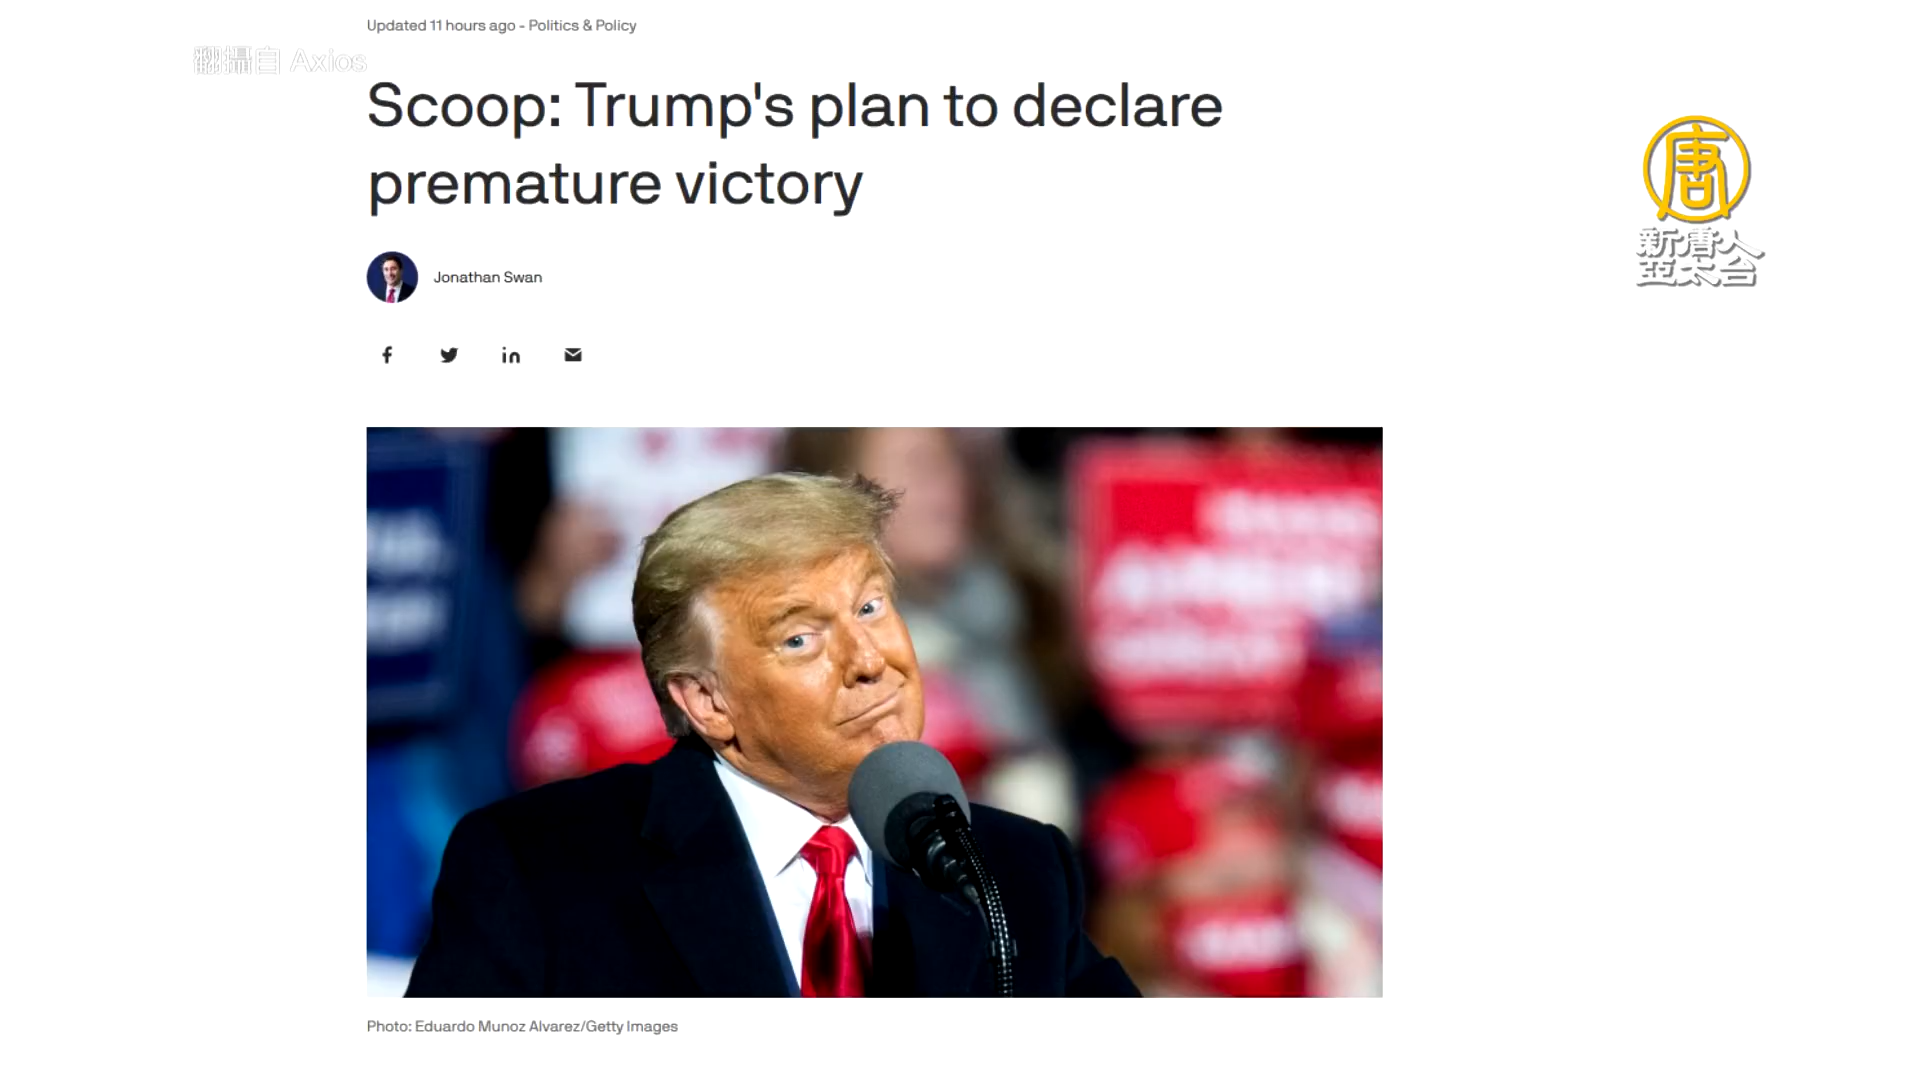 Updated 11 hours ago - Politics & Policy
翻攝自 Axios
Scoop: Trump's plan to declare
premature victory
Jonathan Swan
唐
新唐人
亞太台
Photo: Eduardo Munoz Alvarez/Getty Images